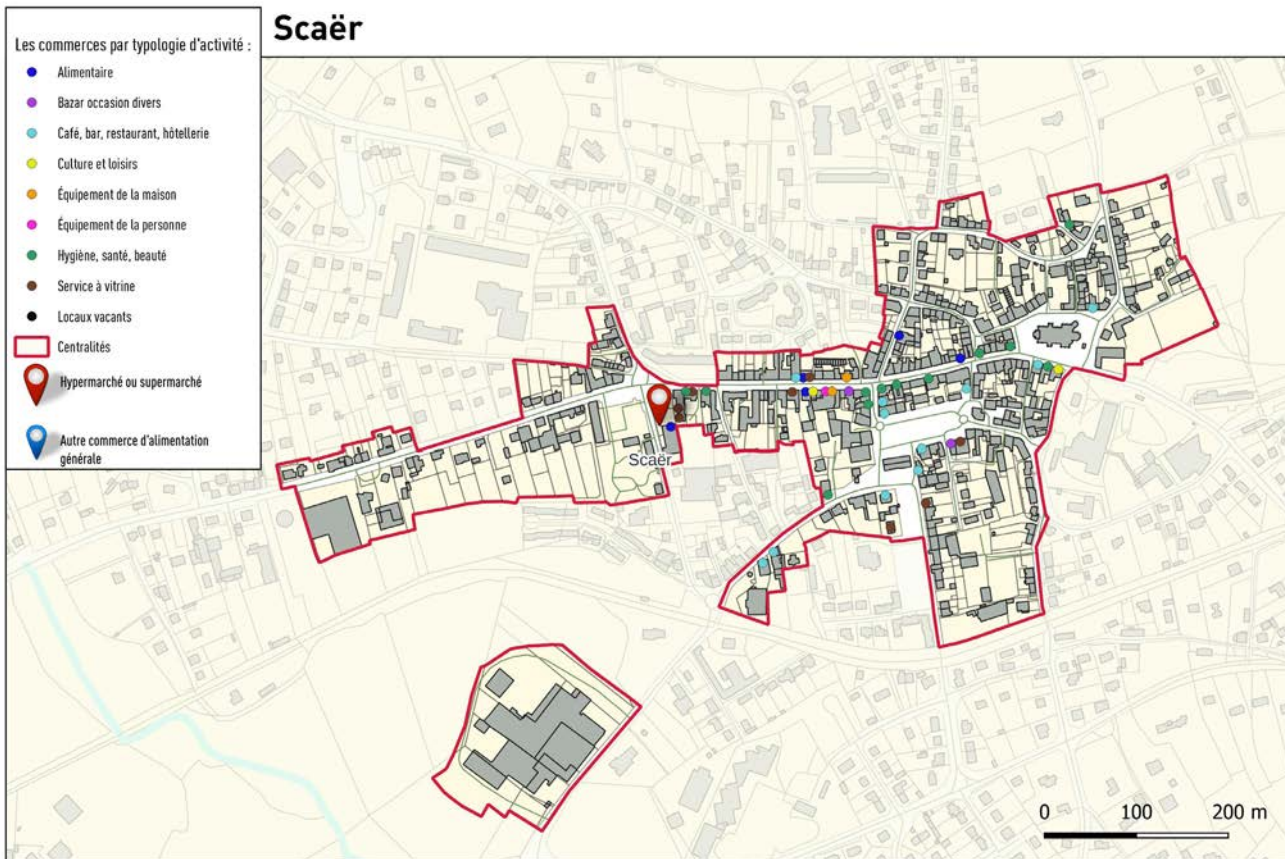 Scaër
Les commerces par typologie d'activité :
Alimentaire
Bazar occasion divers
Café, bar, restaurant, hôtellerie
Culture et loisirs
Équipement de la maison
Équipement de la personne
Hygiène, santé, beauté
Service à vitrine
Locaux vacants
Centralités
Hypermarché ou supermarché
Autre commerce d'alimentation
générale
Scaër
0 100 200 m